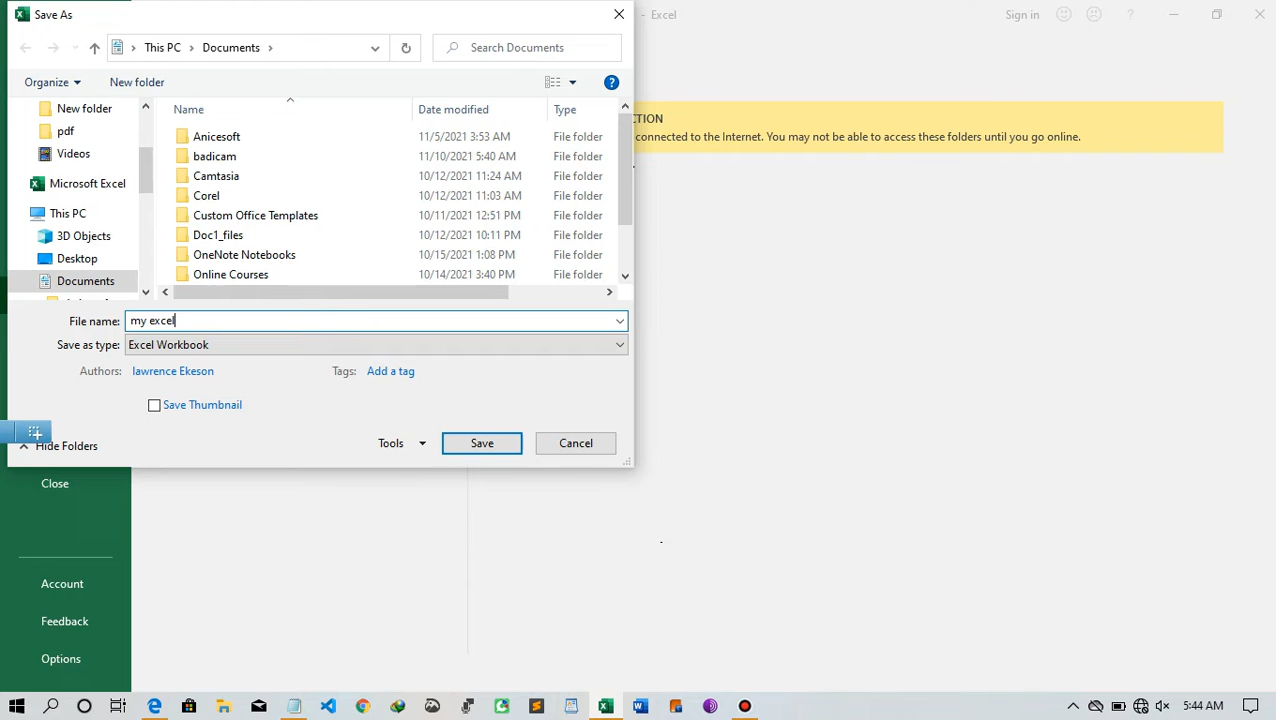 Save As
- Excel
Sign in
This PC
Documents
Search Documents
Organize
New folder
New folder
pdf
Videos
Microsoft Excel
This PC
3D Objects
Desktop
Documents
Name
Date modified
Type
Anicesoft
11/5/2021 3:53 AM
File folder
badicam
11/10/2021 5:40 AM
File folder
Camtasia
10/12/2021 11:24 AM
File folder
Corel
10/12/2021 11:03 AM
File folder
Custom Office Templates
10/11/2021 12:51 PM
File folder
Doc1_files
10/12/2021 10:11 PM
File folder
OneNote Notebooks
10/15/2021 1:08 PM
File folder
Online Courses
10/14/2021 3:40 PM
File folder
CTION
connected to the Internet. You may not be able to access these folders until you go online.
File name: my excel
Save as type: Excel Workbook
Authors: lawrence Ekeson
Tags: Add a tag
Save Thumbnail
Hide Folders
Tools
Save
Cancel
Close
Account
Feedback
Options
5:44 AM